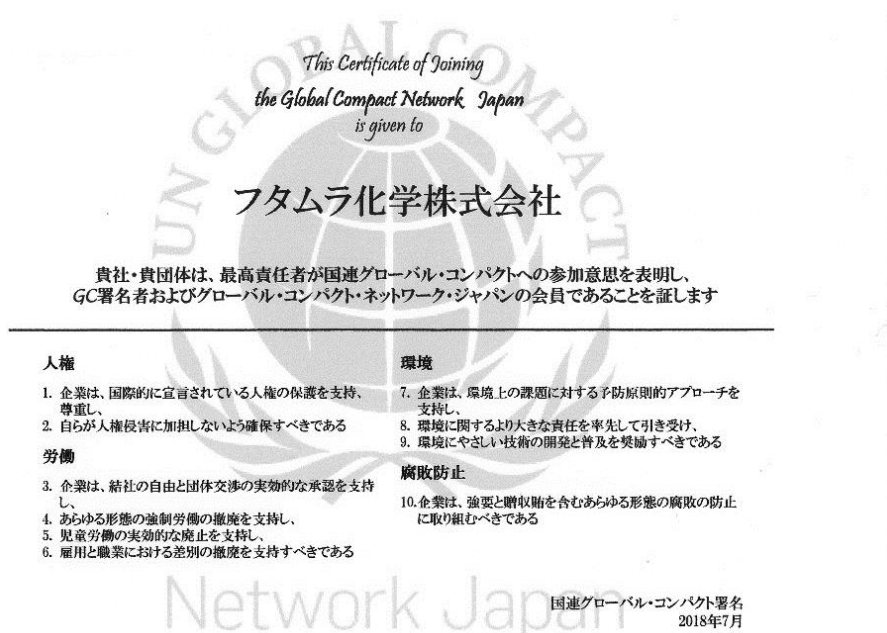 UN GLOBAL COMPACT
This Certificate of Joining
the Global Compact Network Japan
is given to
フタムラ化学株式会社
貴社・貴団体は、最高責任者が国連グローバル・コンパクトへの参加意思を表明し、
GC署名者およびグローバル・コンパクト・ネットワーク・ジャパンの会員であることを証します
人権
1. 企業は、国際的に宣言されている人権の保護を支持、
尊重し、
2. 自らが人権侵害に加担しないよう確保すべきである
労働
3. 企業は、結社の自由と団体交渉の実効的な承認を支持
し、
4. あらゆる形態の強制労働の撤廃を支持し、
5. 児童労働の実効的な廃止を支持し、
6. 雇用と職業における差別の撤廃を支持すべきである
環境
7. 企業は、環境上の課題に対する予防原則的アプローチを
支持し、
8. 環境に関するより大きな責任を率先して引き受け、
9. 環境にやさしい技術の開発と普及を奨励すべきである
腐敗防止
10.企業は、強要と贈収賄を含むあらゆる形態の腐敗の防止
に取り組むべきである
Network Japan
国連グローバル・コンパクト署名
2018年7月